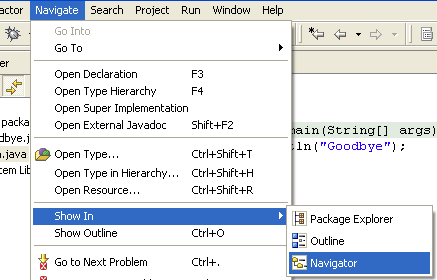 actor Navigate Search Project Run Window Help
Go Into
Go To
er
Open Declaration F3
Open Type Hierarchy F4
Open Super Implementation
Open External Javadoc Shift+F2
packa
dbye.j
main(String[] args)
.java
ln("Goodbye");
tem Lib
Open Type... Ctrl+Shift+T
Open Type in Hierarchy... Ctrl+Shift+H
Open Resource... Ctrl+Shift+R
Show In
Package Explorer
Show Outline Ctrl+O
Outline
Go to Next Problem Ctrl+.
Navigator